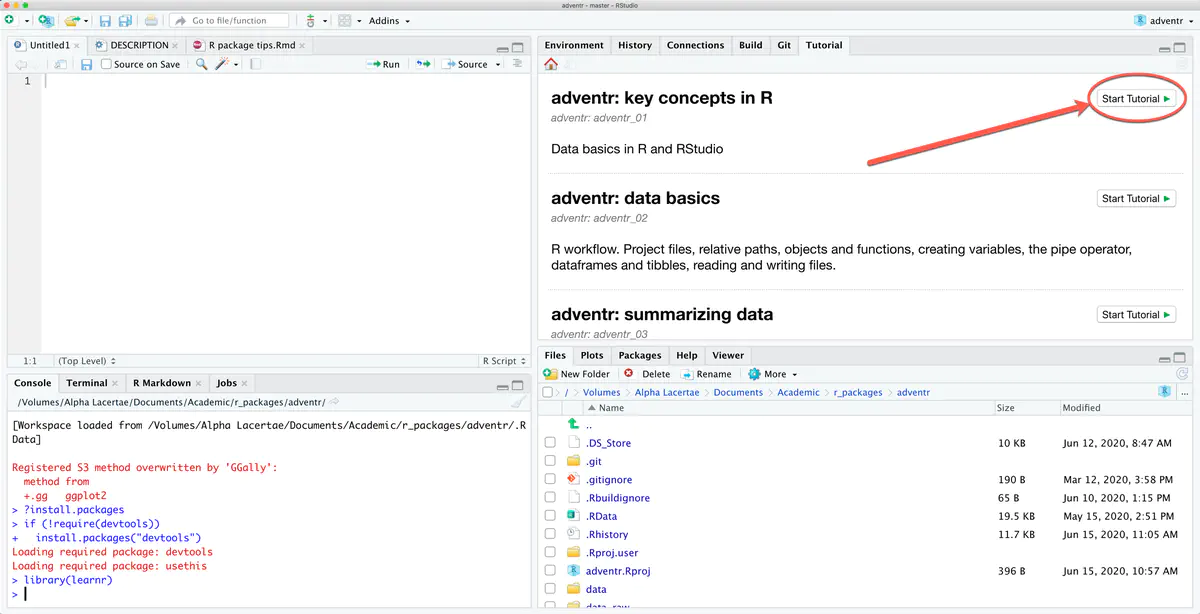 adventr - master - RStudio
Go to file/function
Addins
adventr
Untitled1
DESCRIPTION
R package tips.Rmd
Source on Save
Run
Source
1
1:1
(Top Level)
R Script
Console
Terminal
R Markdown
Jobs
/Volumes/Alpha Lacertae/Documents/Academic/r_packages/adventr/
[Workspace loaded from /Volumes/Alpha Lacertae/Documents/Academic/r_packages/adventr/.R
Data]
Registered S3 method overwritten by 'GGally':
method from
+.gg ggplot2
> ?install.packages
> if (!require(devtools))
+ install.packages("devtools")
Loading required package: devtools
Loading required package: usethis
> library(learnr)
>
Environment
History
Connections
Build
Git
Tutorial
adventr: key concepts in R
Start Tutorial
adventr: adventr_01
Data basics in R and RStudio
adventr: data basics
Start Tutorial
adventr: adventr_02
R workflow. Project files, relative paths, objects and functions, creating variables, the pipe operator,
dataframes and tibbles, reading and writing files.
adventr: summarizing data
Start Tutorial
adventr: adventr_03
Files
Plots
Packages
Help
Viewer
New Folder
Delete
Rename
More
/ Volumes Alpha Lacertae Documents Academic r_packages adventr
...
Name Size Modified
..
.DS_Store 10 KB Jun 12, 2020, 8:47 AM
.git
.gitignore 190 B Mar 12, 2020, 3:58 PM
.Rbuildignore 65 B Jun 10, 2020, 1:15 PM
.RData 19.5 KB May 15, 2020, 2:51 PM
.Rhistory 11.7 KB Jun 15, 2020, 11:05 AM
.Rproj.user
adventr.Rproj 396 B Jun 15, 2020, 10:57 AM
data
data_raw